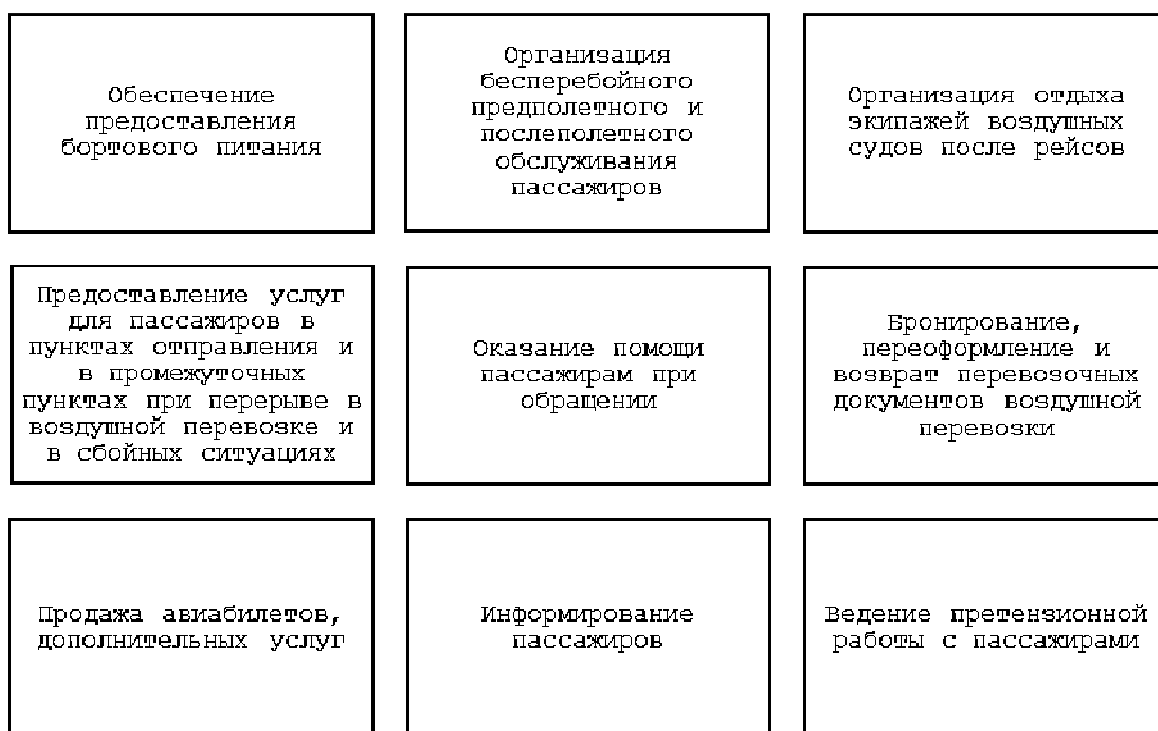 Обеспечение
предоставления
бортового питания
Организация
бесперебойного
предполетного и
послеполетного
обслуживания
пассажиров
Организация отдыха
экипажей воздушных
судов после рейсов
Предоставление услуг
для пассажиров в
пунктах отправления и
в промежуточных
пунктах при перерыве в
воздушной перевозке и
в сбойных ситуациях
Оказание помощи
пассажирам при
обращении
Бронирование,
переоформление и
возврат перевозочных
документов воздушной
перевозки
Продажа авиабилетов,
дополнительных услуг
Информирование
пассажиров
Ведение претензионной
работы с пассажирами